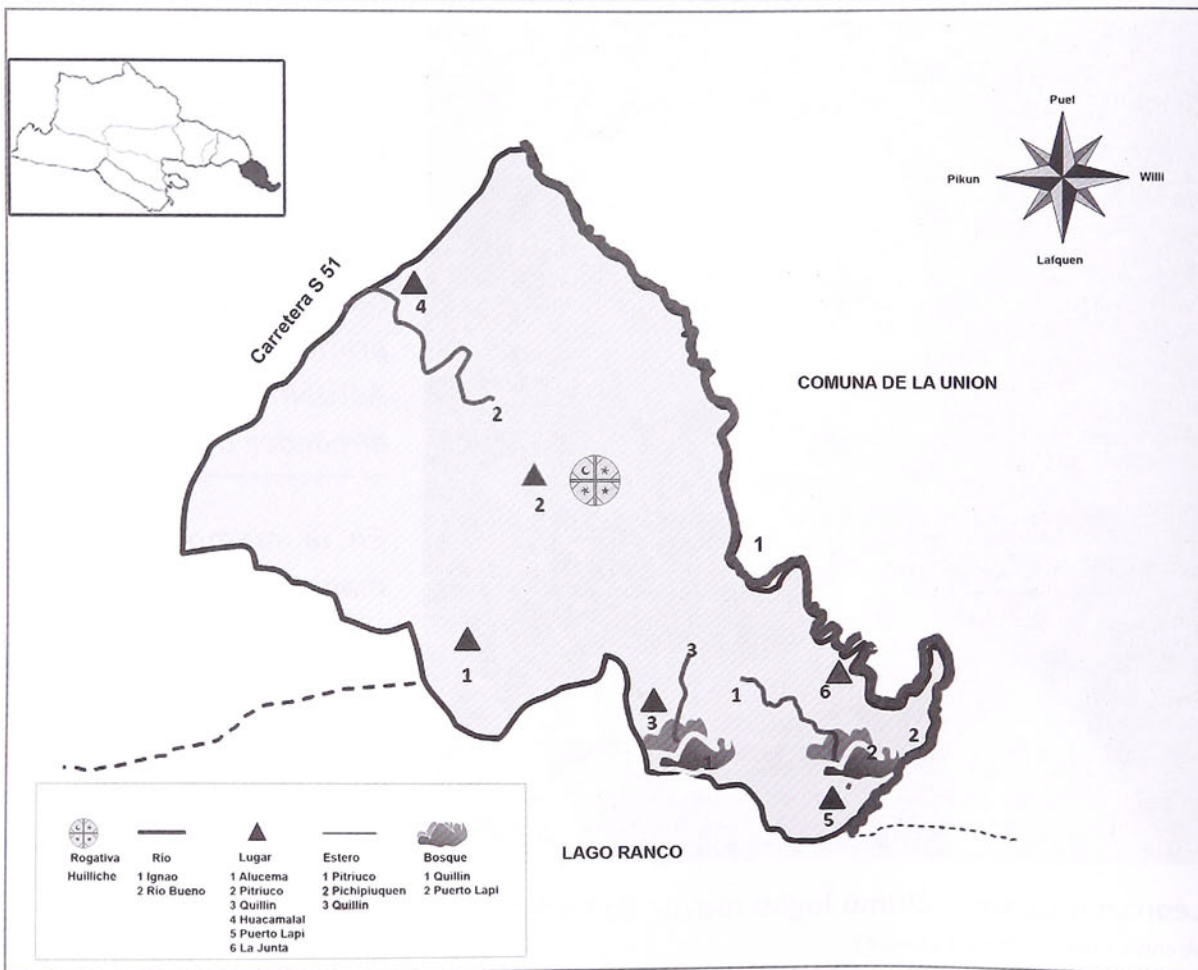 Puel
Pikun
Willi
Lafquen
Carretera S 51
4
COMUNA DE LA UNION
2
2
1
1
3
3
1
6
2
2
1
5
LAGO RANCO
Rogativa Huilliche
Río
1 Ignao
2 Río Bueno
Lugar
1 Alucema
2 Pitriuco
3 Quillin
4 Huacamalal
5 Puerto Lapi
6 La Junta
Estero
1 Pitriuco
2 Pichipiuquen
3 Quillin
Bosque
1 Quillin
2 Puerto Lapi